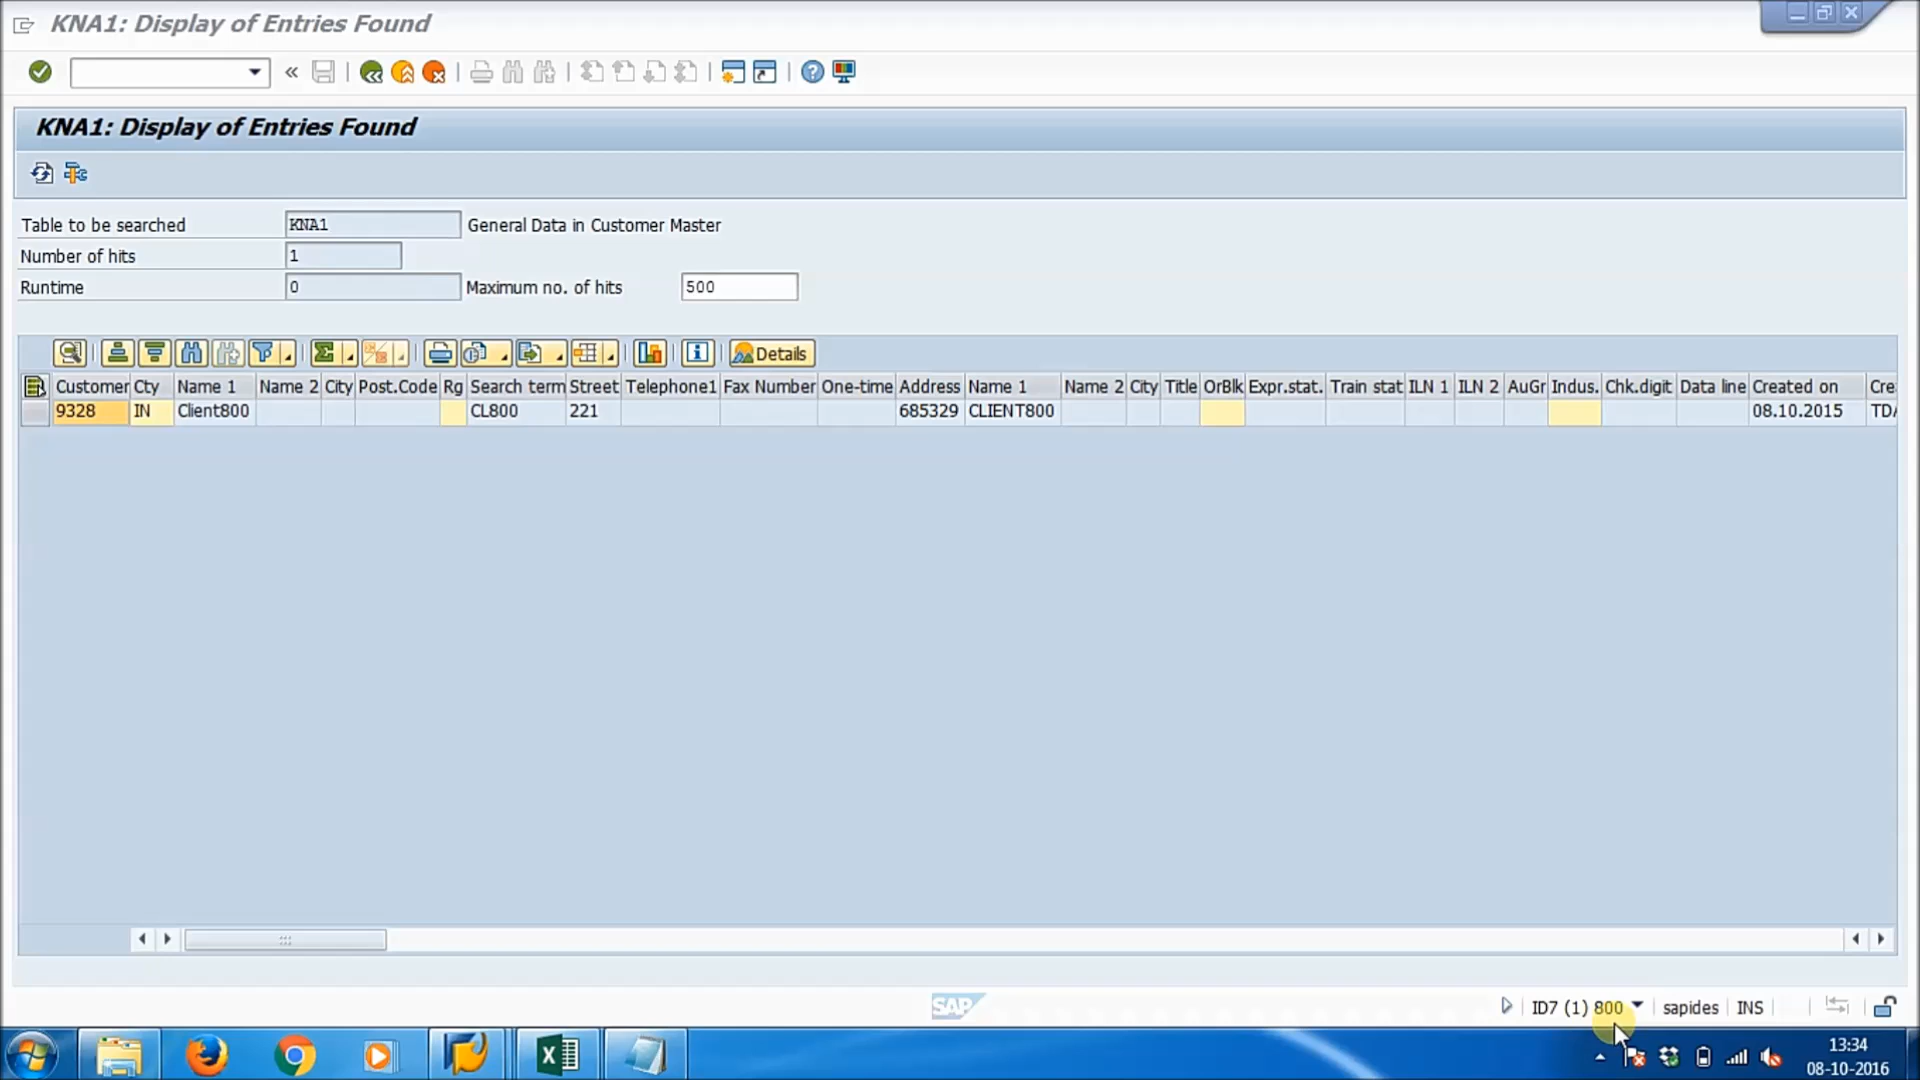 KNA1: Display of Entries Found
KNA1: Display of Entries Found
Table to be searched KNA1 General Data in Customer Master
Number of hits 1
Runtime 0 Maximum no. of hits 500
Details
Customer Cty Name 1 Name 2 City Post.Code Rg Search term Street Telephone1 Fax Number One-time Address Name 1 Name 2 City Title OrBlk Expr.stat. Train stat ILN 1 ILN 2 AuGr Indus. Chk.digit Data line Created on Cre
9328 IN Client800 CL800 221 685329 CLIENT800 08.10.2015 TDA
SAP ID7 (1) 800 sapides INS
13:34
08-10-2016